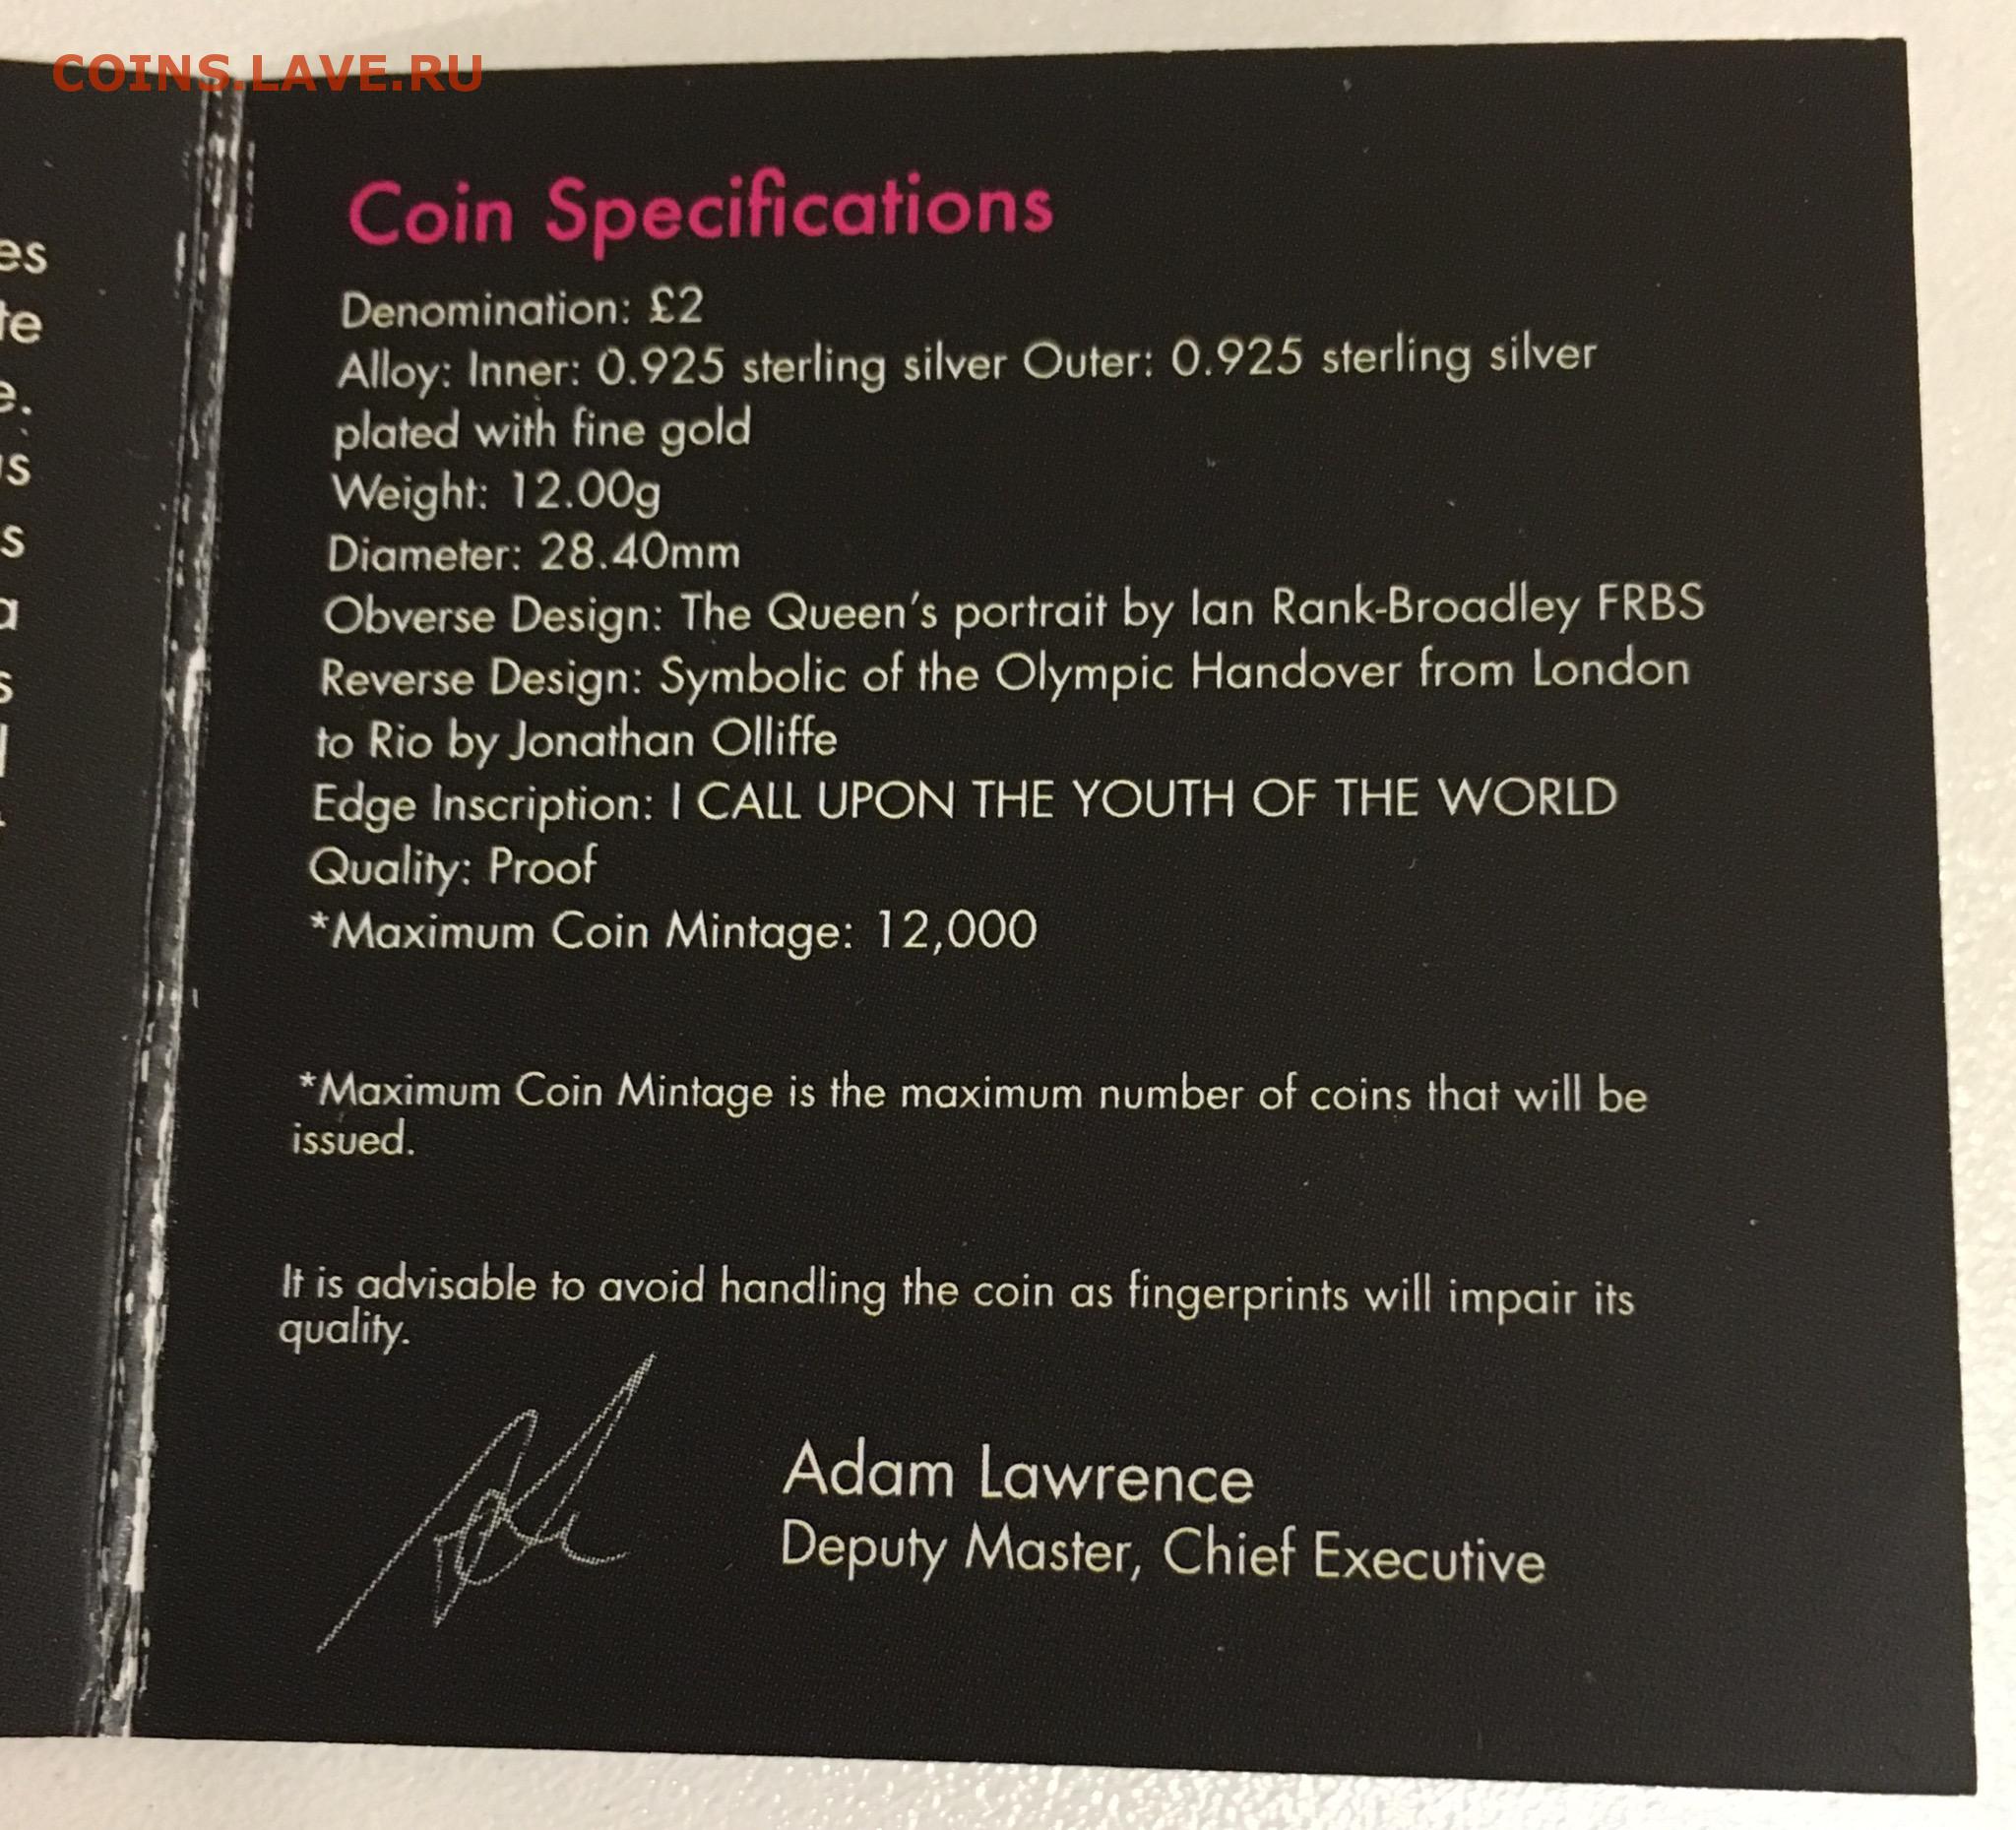 COINS.LAVE.RU
Coin Specifications
Denomination: £2
Alloy: Inner: 0.925 sterling silver Outer: 0.925 sterling silver
plated with fine gold
Weight: 12.00g
Diameter: 28.40mm
Obverse Design: The Queen's portrait by Ian Rank-Broadley FRBS
Reverse Design: Symbolic of the Olympic Handover from London
to Rio by Jonathan Olliffe
Edge Inscription: I CALL UPON THE YOUTH OF THE WORLD
Quality: Proof
*Maximum Coin Mintage: 12,000
*Maximum Coin Mintage is the maximum number of coins that will be
issued.
It is advisable to avoid handling the coin as fingerprints will impair its
quality.
Adam Lawrence
Deputy Master, Chief Executive